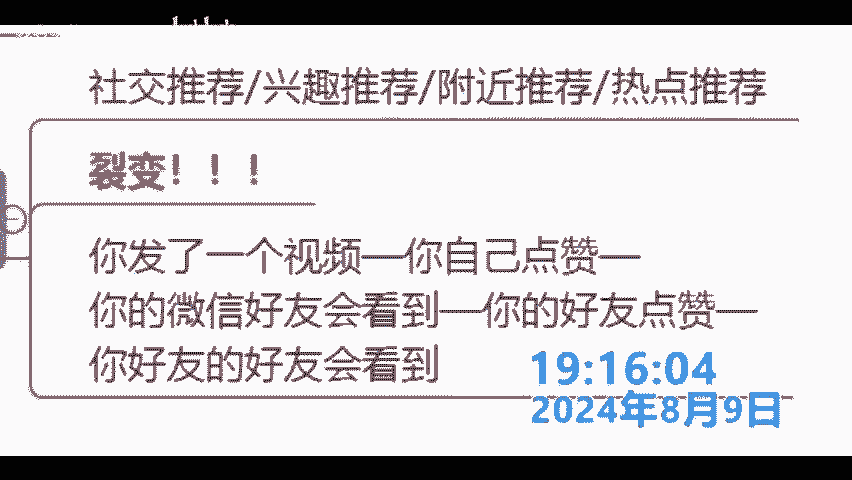 社交推荐/兴趣推荐/附近推荐/热点推荐
裂变！！！
你发了一个视频—你自己点赞—
你的微信好友会看到—你的好友点赞—
你好友的好友会看到
19:16:04
2024年8月9日